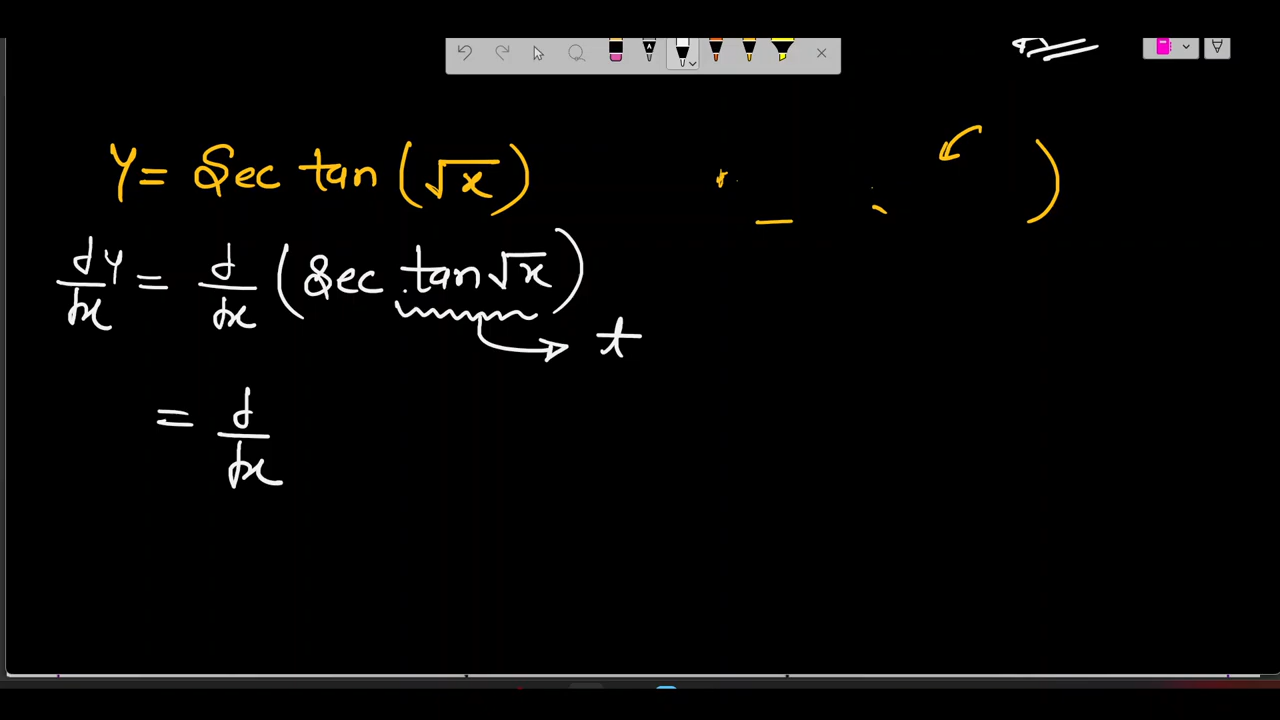 Y = Sec tan (√x)
dy/dx = d/dx (Sec tan √x)
t
= d/dx